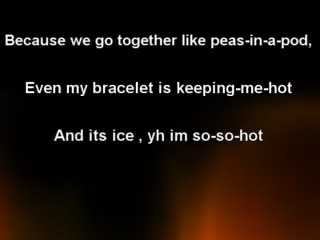 Because we go together like peas-in-a-pod,
Even my bracelet is keeping-me-hot
And its ice , yh im so-so-hot